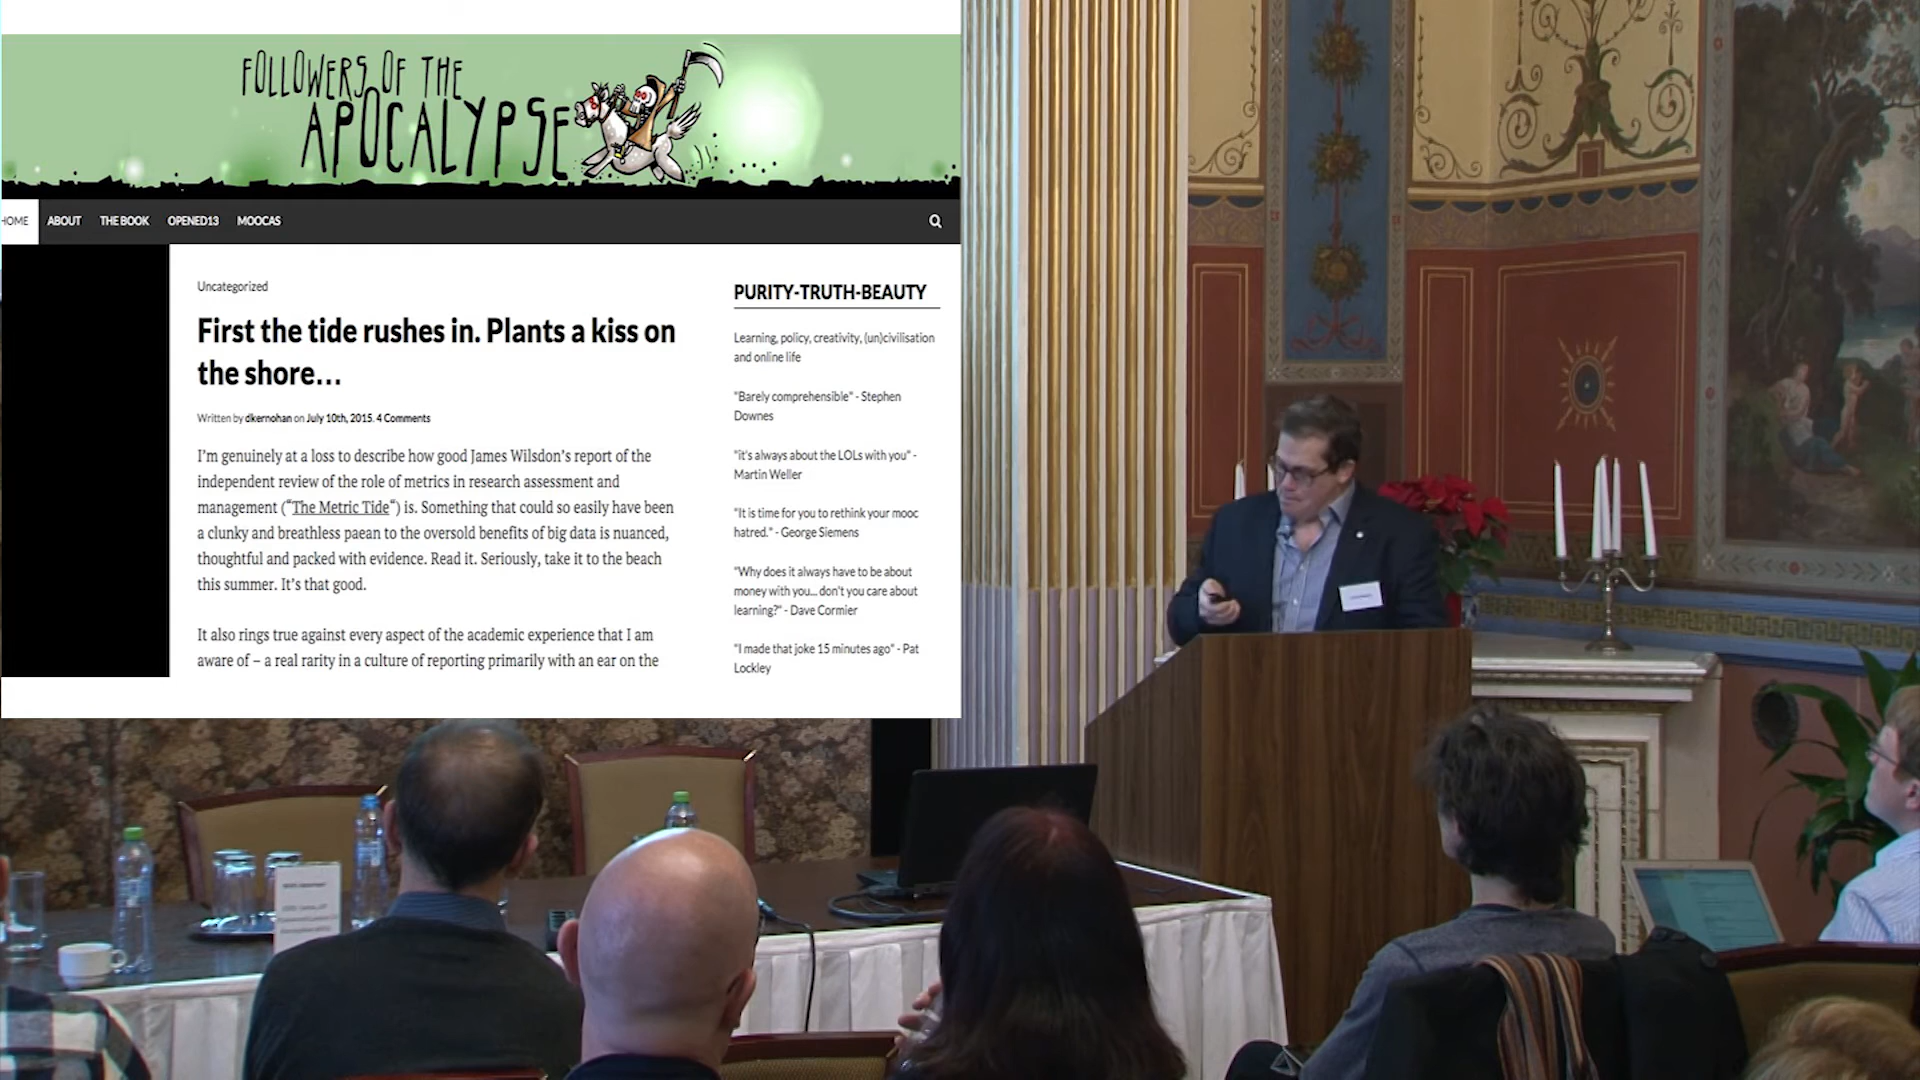 FOLLOWERS OF THE
APOCALYPSE
HOME ABOUT THE BOOK OPENED13 MOOCAS
Uncategorized
First the tide rushes in. Plants a kiss on
the shore…
Written by dkernohan on July 10th, 2015. 4 Comments
I'm genuinely at a loss to describe how good James Wilsdon's report of the
independent review of the role of metrics in research assessment and
management (“The Metric Tide“) is. Something that could so easily have been
a clunky and breathless paean to the oversold benefits of big data is nuanced,
thoughtful and packed with evidence. Read it. Seriously, take it to the beach
this summer. It's that good.
It also rings true against every aspect of the academic experience that I am
aware of – a real rarity in a culture of reporting primarily with an ear on the
PURITY-TRUTH-BEAUTY
Learning, policy, creativity, (un)civilisation
and online life
"Barely comprehensible" - Stephen
Downes
"it's always about the LOLs with you" -
Martin Weller
"It is time for you to rethink your mooc
hatred." - George Siemens
"Why does it always have to be about
money with you... don't you care about
learning?" - Dave Cormier
"I made that joke 15 minutes ago" - Pat
Lockley